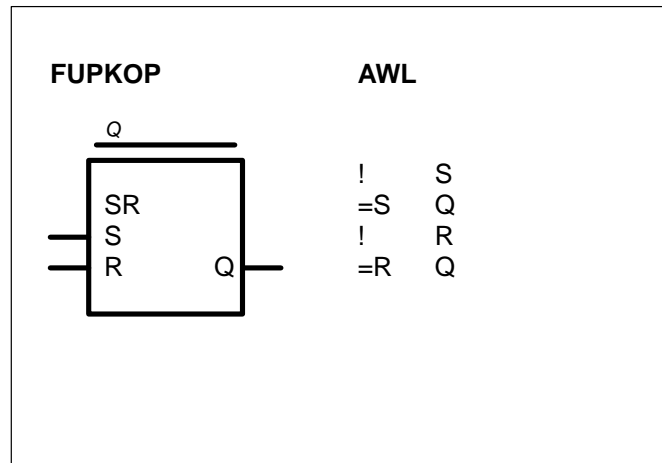 FUPKOP AWL
Q
! S
SR =S Q
S ! R
R Q =R Q